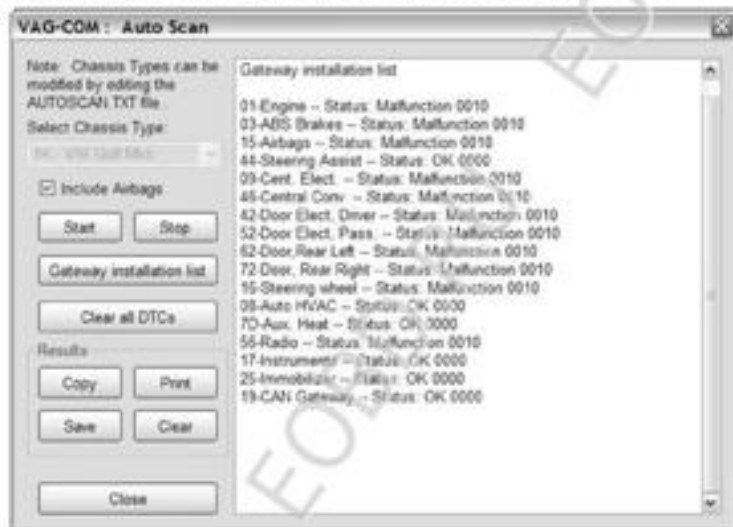 VAG-COM : Auto Scan
Note: Chassis Types can be
modified by editing the
AUTOSCAN.TXT file
Select Chassis Type:
Include Airbags
Start
Stop
Gateway installation list
Clear all DTCs
Results
Copy
Print
Save
Clear
Close
Gateway installation list
01-Engine -- Status: Malfunction 0010
03-ABS Brakes -- Status: Malfunction 0010
15-Airbags -- Status: Malfunction 0010
44-Steering Assist -- Status: OK 0000
09-Cent. Elect. -- Status: Malfunction 0010
46-Central Conv. -- Status: Malfunction 0010
42-Door Elect, Driver -- Status: Malfunction 0010
52-Door Elect, Pass. -- Status: Malfunction 0010
62-Door,Rear Left -- Status: Malfunction 0010
72-Door, Rear Right -- Status: Malfunction 0010
16-Steering wheel -- Status: Malfunction 0010
08-Auto HVAC -- Status: OK 0000
7D-Aux. Heat -- Status: OK 0000
56-Radio -- Status: Malfunction 0010
17-Instruments -- Status: OK 0000
25-Immobilizer -- Status: OK 0000
19-CAN Gateway -- Status: OK 0000